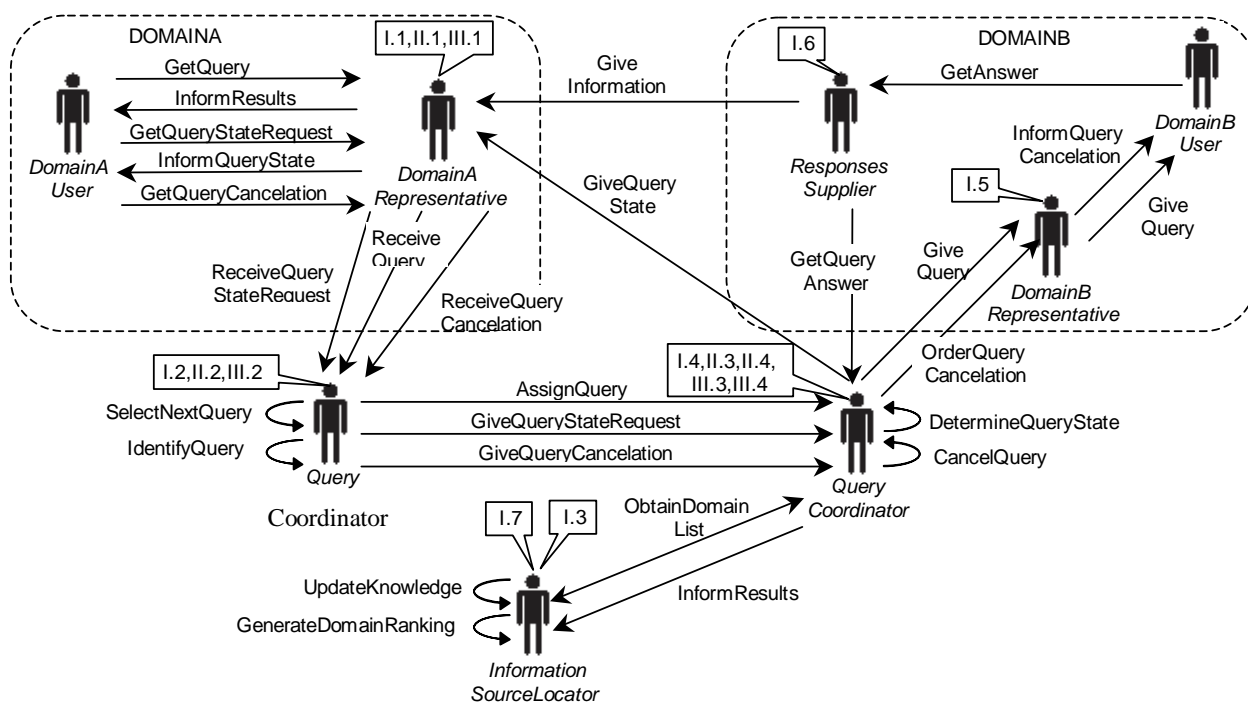 DOMAINA
I.1,II.1,III.1
GetQuery
InformResults
GetQueryStateRequest
InformQueryState
GetQueryCancelation
DomainA
User
DomainA
Representative
Give
Information
I.6
DOMAINB
GetAnswer
Responses
Supplier
DomainB
User
InformQuery
Cancelation
I.5
Give
Query
DomainB
Representative
GiveQuery
State
GetQuery
Answer
Give
Query
OrderQuery
Cancelation
Receive
Query
ReceiveQuery
StateRequest
ReceiveQuery
Cancelation
I.2,II.2,III.2
SelectNextQuery
IdentifyQuery
Query
Coordinator
AssignQuery
GiveQueryStateRequest
GiveQueryCancelation
I.4,II.3,II.4,
III.3,III.4
DetermineQueryState
CancelQuery
Query
Coordinator
I.7
I.3
ObtainDomain
List
InformResults
UpdateKnowledge
GenerateDomainRanking
Information
SourceLocator